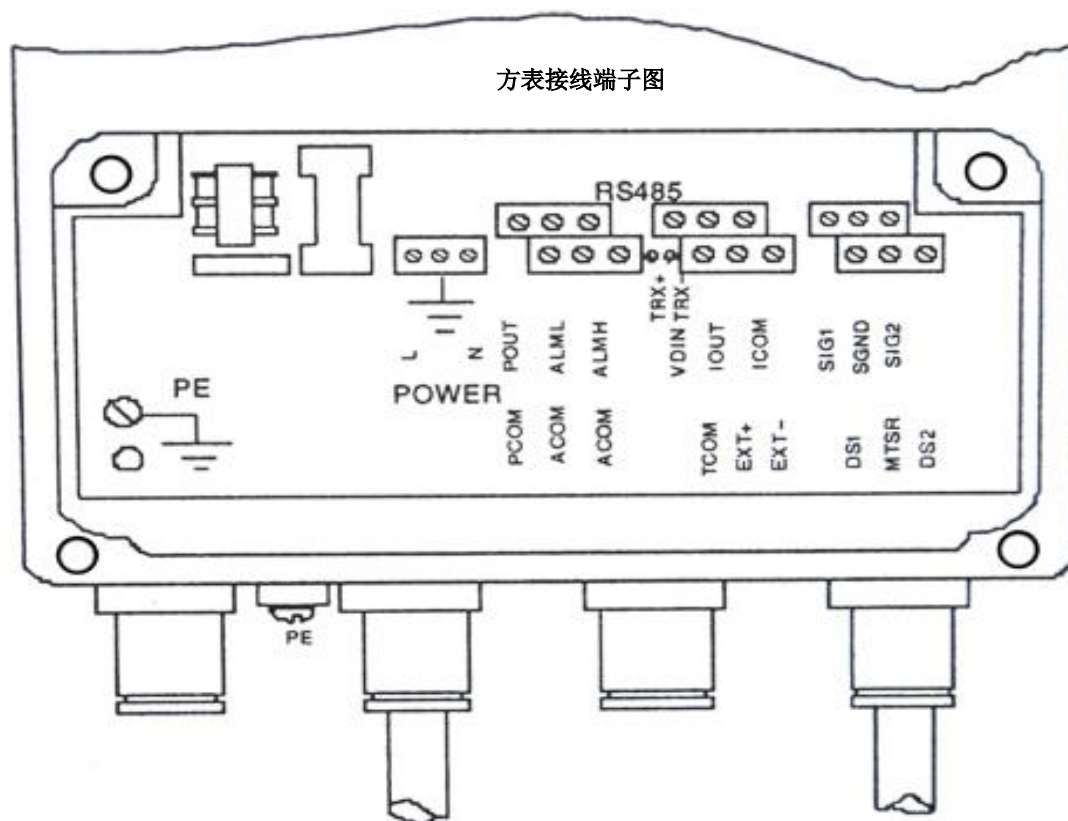 方表接线端子图
RS485
TRX+
TRX-
L
N
POWER
POUT
ALML
ALMH
VDIN
IOUT
ICOM
SIG1
SGND
SIG2
PE
PCOM
ACOM
ACOM
TCOM
EXT+
EXT-
DS1
MTSR
DS2
PE